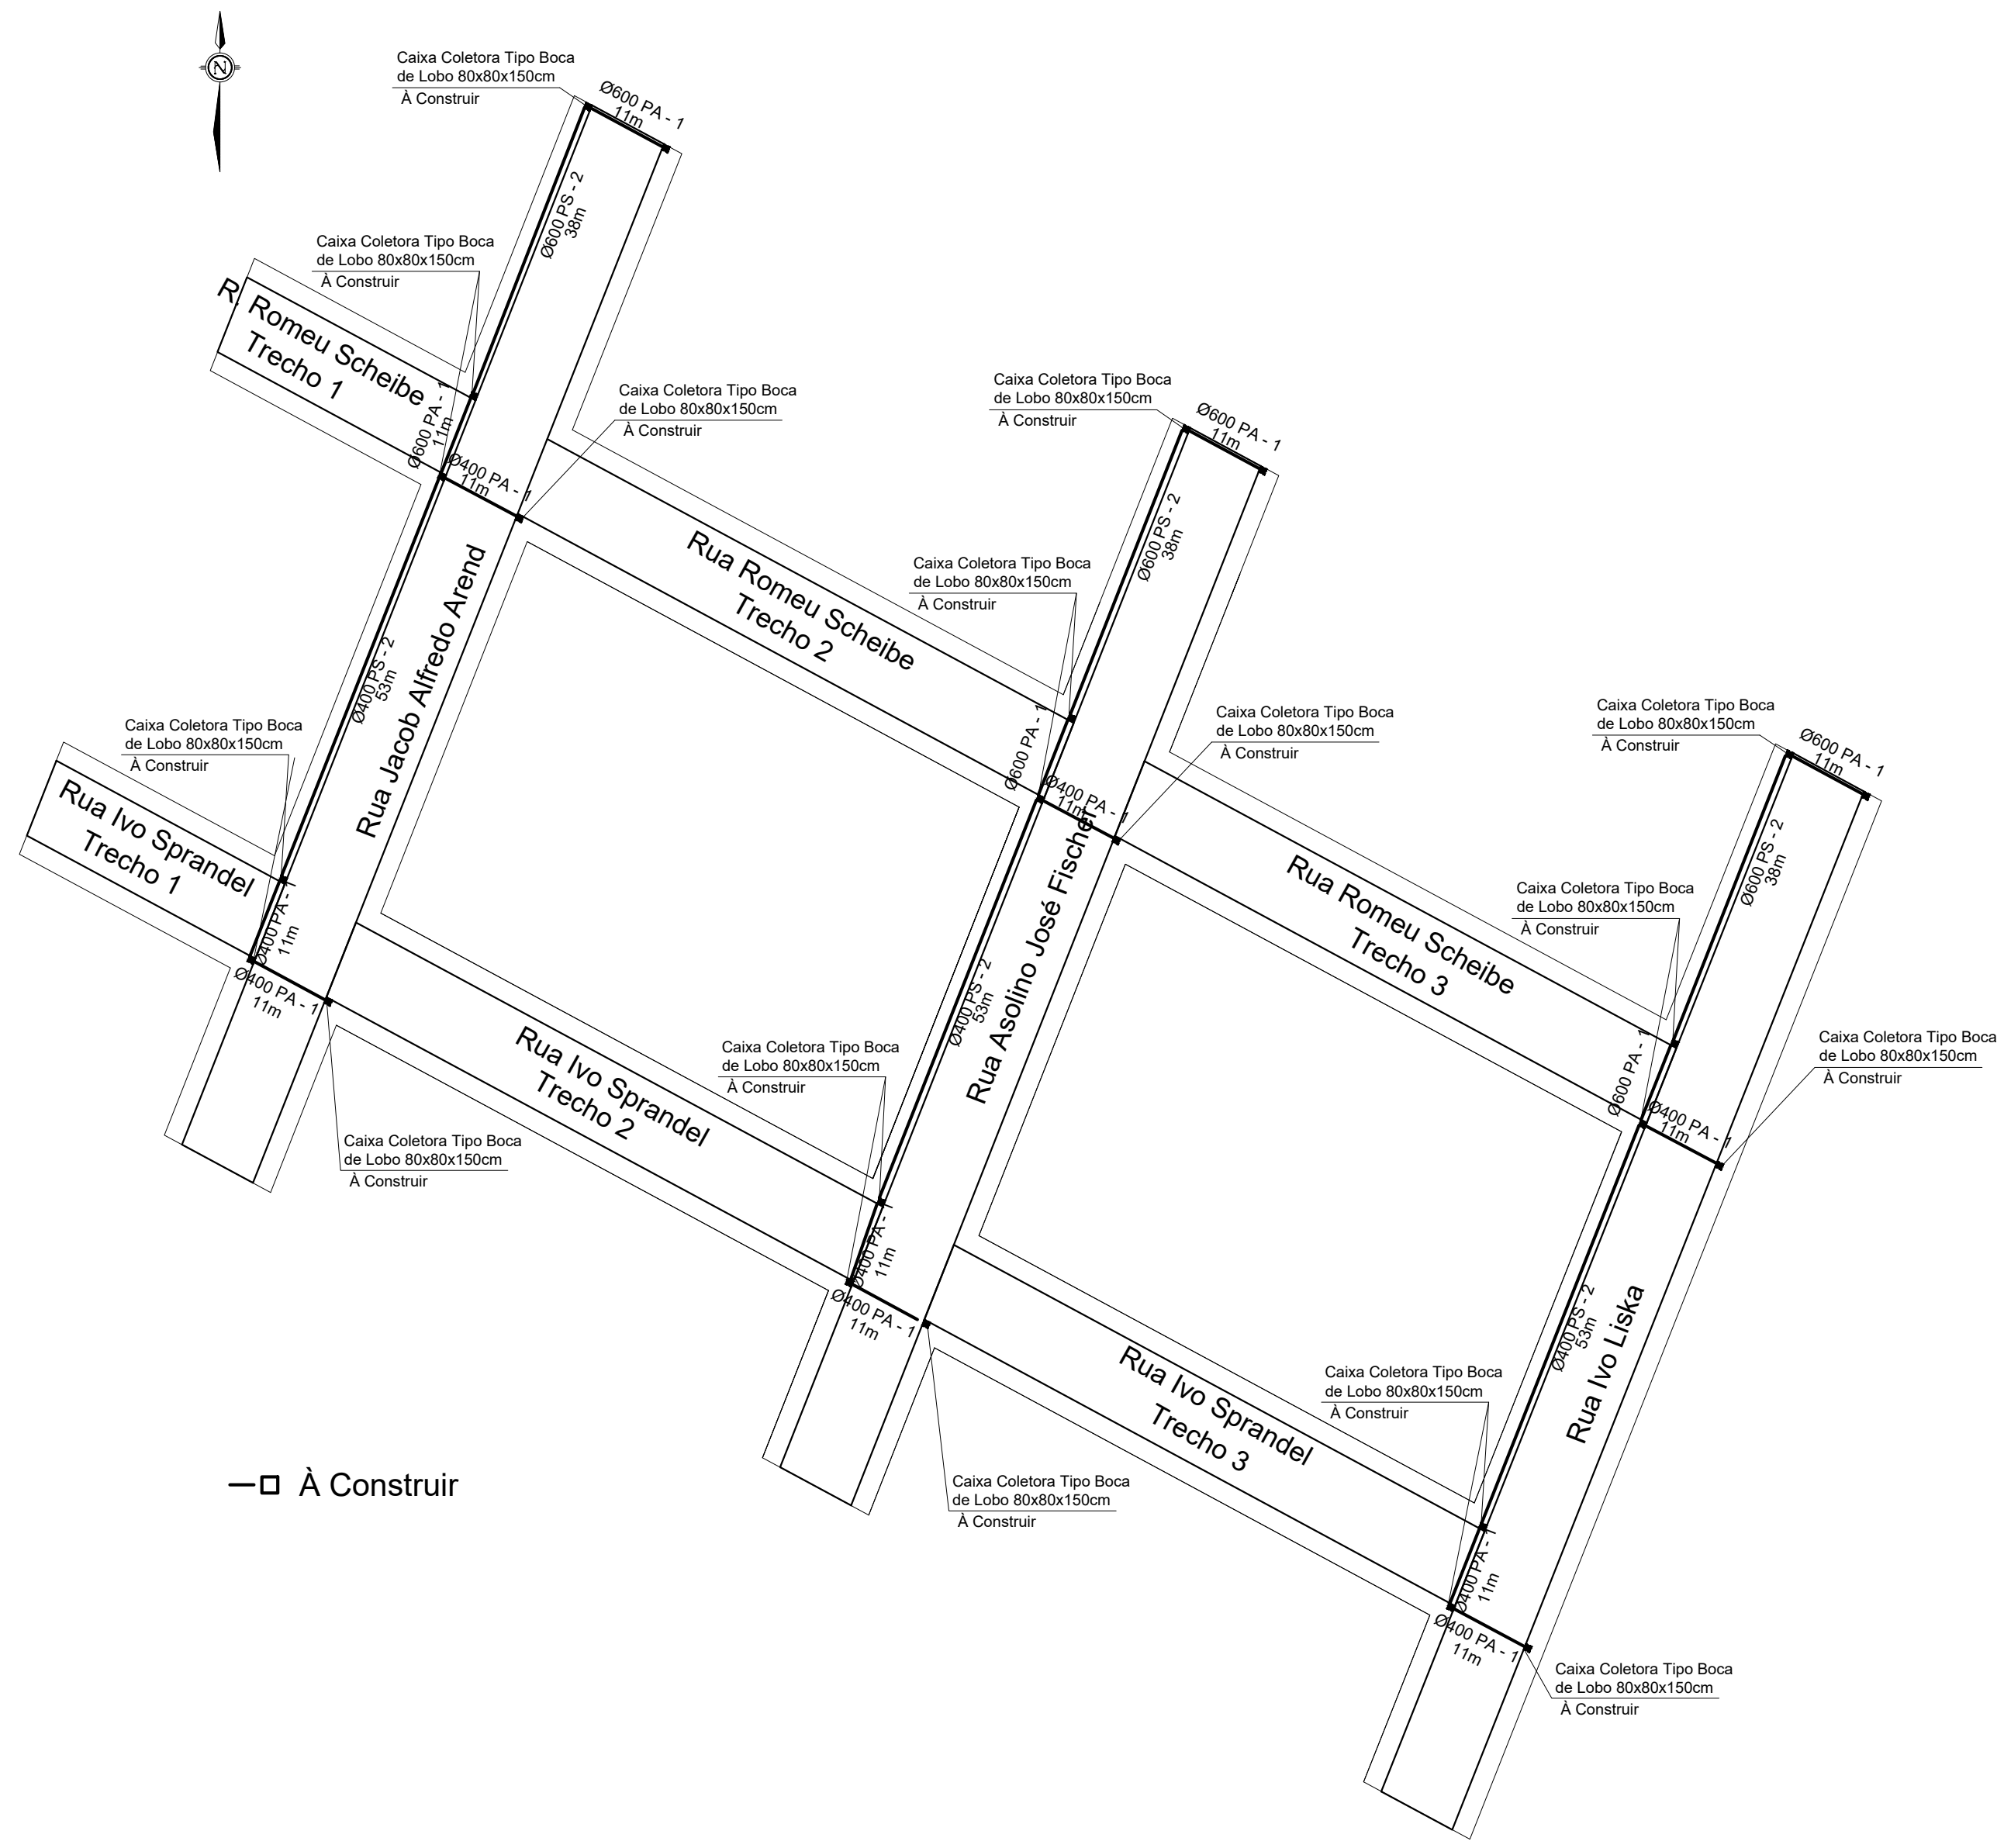 N
Caixa Coletora Tipo Boca
de Lobo 80x80x150cm
À Construir
Ø600 PA - 1
11m
Ø600 PS - 2
38m
Caixa Coletora Tipo Boca
de Lobo 80x80x150cm
À Construir
R. Romeu Scheibe
Trecho 1
Ø600 PA - 1
11m
Ø400 PA - 1
11m
Caixa Coletora Tipo Boca
de Lobo 80x80x150cm
À Construir
Ø400 PS - 2
53m
Rua Jacob Alfredo Arend
Caixa Coletora Tipo Boca
de Lobo 80x80x150cm
À Construir
Rua Ivo Sprandel
Trecho 1
Ø400 PA - 1
11m
Ø400 PA - 1
11m
Caixa Coletora Tipo Boca
de Lobo 80x80x150cm
À Construir
Rua Romeu Scheibe
Trecho 2
Caixa Coletora Tipo Boca
de Lobo 80x80x150cm
À Construir
Ø600 PA - 1
11m
Ø600 PS - 2
38m
Caixa Coletora Tipo Boca
de Lobo 80x80x150cm
À Construir
Ø600 PA - 1
Ø400 PA - 1
11m
Caixa Coletora Tipo Boca
de Lobo 80x80x150cm
À Construir
Ø400 PS - 2
53m
Rua Asolino José Fischer
Rua Ivo Sprandel
Trecho 2
Caixa Coletora Tipo Boca
de Lobo 80x80x150cm
À Construir
Ø400 PA - 1
11m
Ø400 PA - 1
11m
Caixa Coletora Tipo Boca
de Lobo 80x80x150cm
À Construir
Rua Romeu Scheibe
Trecho 3
Caixa Coletora Tipo Boca
de Lobo 80x80x150cm
À Construir
Ø600 PA - 1
11m
Ø600 PS - 2
38m
Caixa Coletora Tipo Boca
de Lobo 80x80x150cm
À Construir
Ø600 PA - 1
Ø400 PA - 1
11m
Caixa Coletora Tipo Boca
de Lobo 80x80x150cm
À Construir
Ø400 PS - 2
53m
Rua Ivo Liska
Rua Ivo Sprandel
Trecho 3
Caixa Coletora Tipo Boca
de Lobo 80x80x150cm
À Construir
Ø400 PA - 1
11m
Ø400 PA - 1
11m
Caixa Coletora Tipo Boca
de Lobo 80x80x150cm
À Construir
À Construir